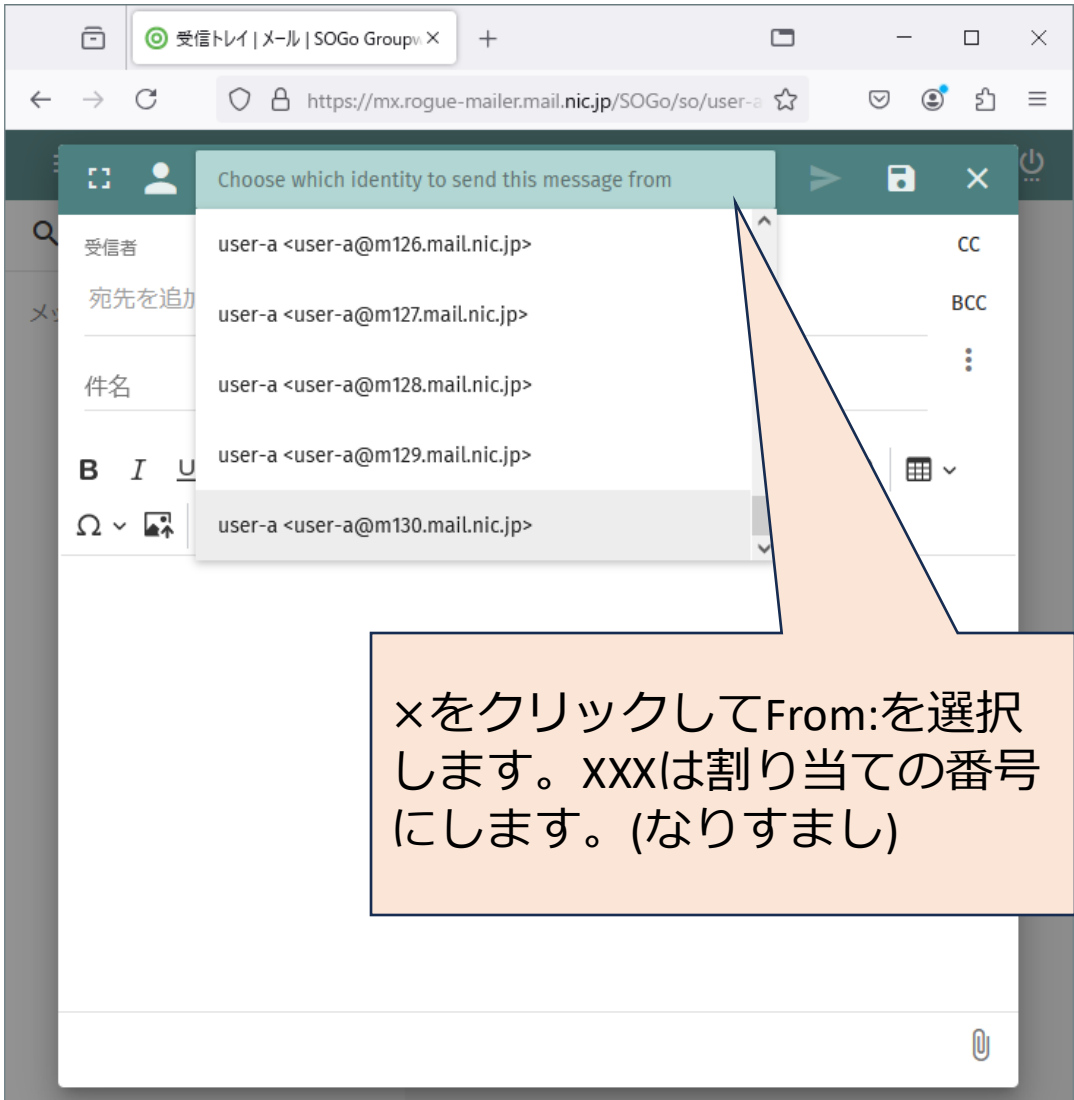 受信トレイ | メール | SOGo Groupw
https://mx.rogue-mailer.mail.nic.jp/SOGo/so/user-a
Choose which identity to send this message from
受信者
user-a <user-a@m126.mail.nic.jp>
CC
宛先を追加
user-a <user-a@m127.mail.nic.jp>
BCC
件名
user-a <user-a@m128.mail.nic.jp>
B I U
user-a <user-a@m129.mail.nic.jp>
Ω
user-a <user-a@m130.mail.nic.jp>
×をクリックしてFrom:を選択
します。XXXは割り当ての番号
にします。(なりすまし)